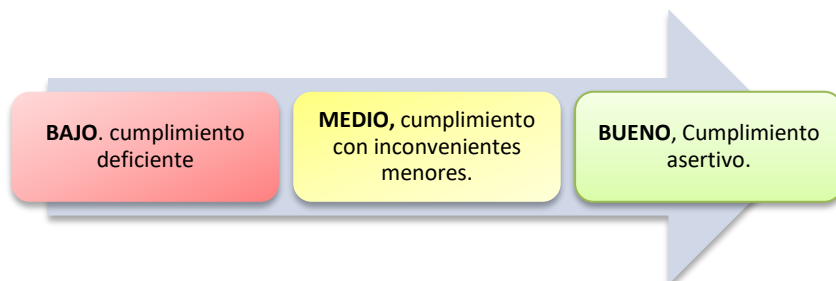 BAJO. cumplimiento
deficiente
MEDIO, cumplimiento
con inconvenientes
menores.
BUENO, Cumplimiento
asertivo.